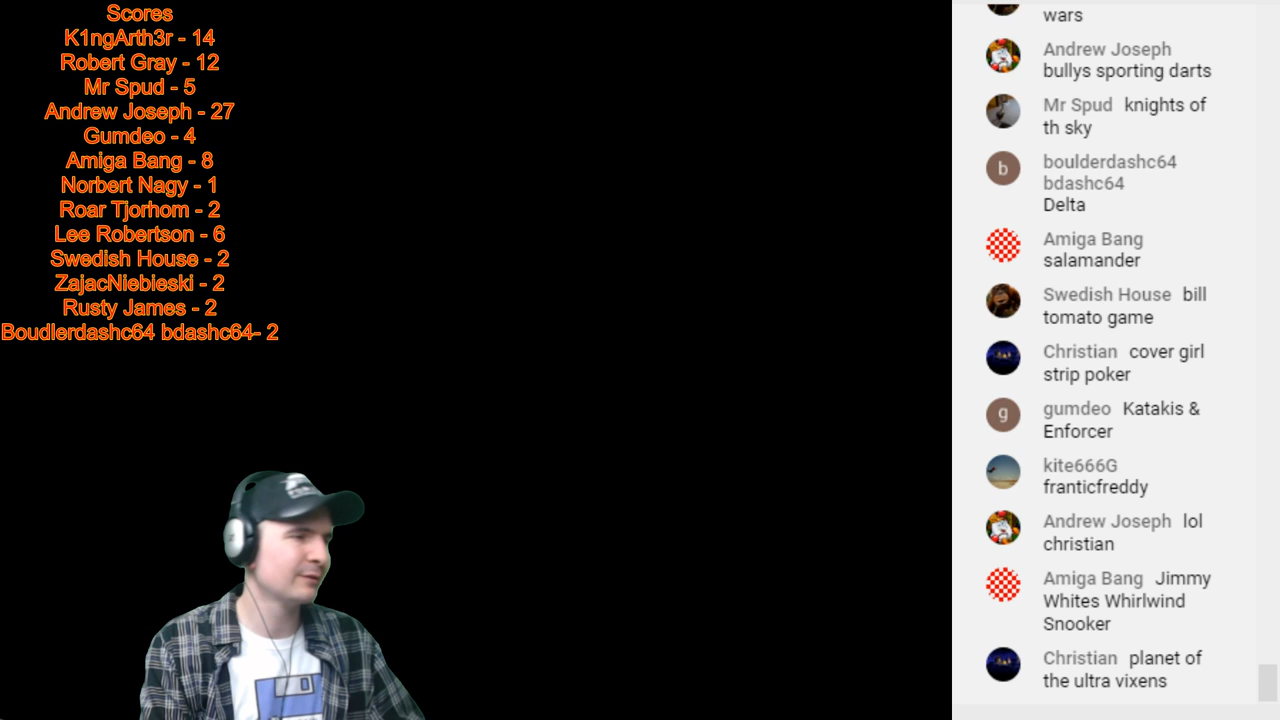 Scores
K1ngArth3r - 14
Robert Gray - 12
Mr Spud - 5
Andrew Joseph - 27
Gumdeo - 4
Amiga Bang - 8
Norbert Nagy - 1
Roar Tjorhom - 2
Lee Robertson - 6
Swedish House - 2
ZajacNiebieski - 2
Rusty James - 2
Boudlerdashc64 bdashc64- 2
wars
Andrew Joseph
bullys sporting darts
Mr Spud knights of
th sky
b
boulderdashc64
bdashc64
Delta
Amiga Bang
salamander
Swedish House bill
tomato game
Christian cover girl
strip poker
g
gumdeo Katakis &
Enforcer
kite666G
franticfreddy
Andrew Joseph lol
christian
Amiga Bang Jimmy
Whites Whirlwind
Snooker
Christian planet of
the ultra vixens